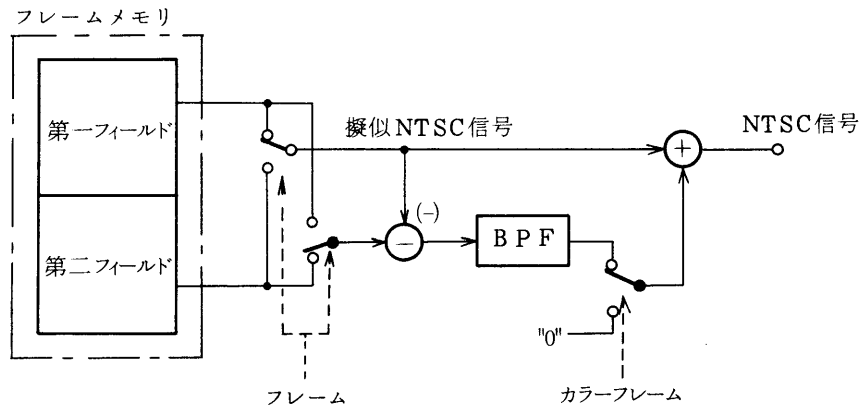 フレームメモリ
第一フィールド
第二フィールド
擬似NTSC信号
NTSC信号
+
(−)
−
BPF
"0"
フレーム
カラーフレーム